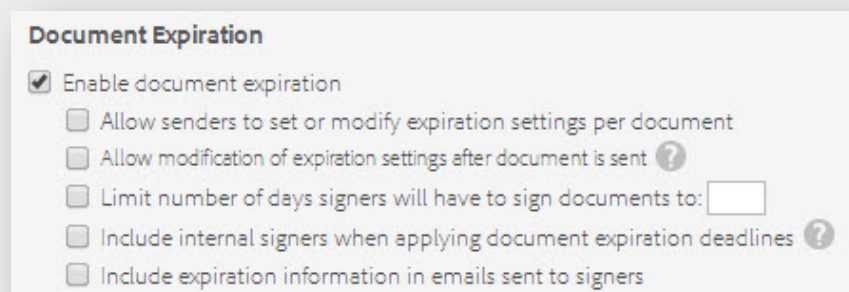 Document Expiration
Enable document expiration
Allow senders to set or modify expiration settings per document
Allow modification of expiration settings after document is sent ?
Limit number of days signers will have to sign documents to:
Include internal signers when applying document expiration deadlines ?
Include expiration information in emails sent to signers